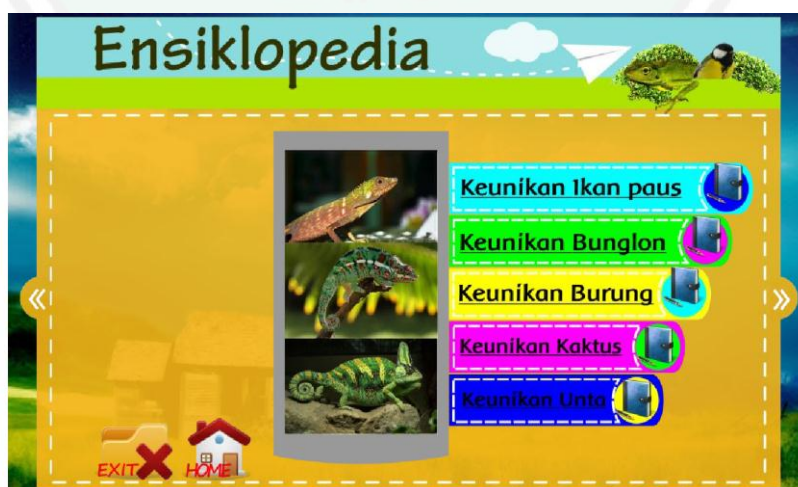 Ensiklopedia
Keunikan Ikan paus
Keunikan Bunglon
Keunikan Burung
Keunikan Kaktus
Keunikan Unta
EXIT
HOME